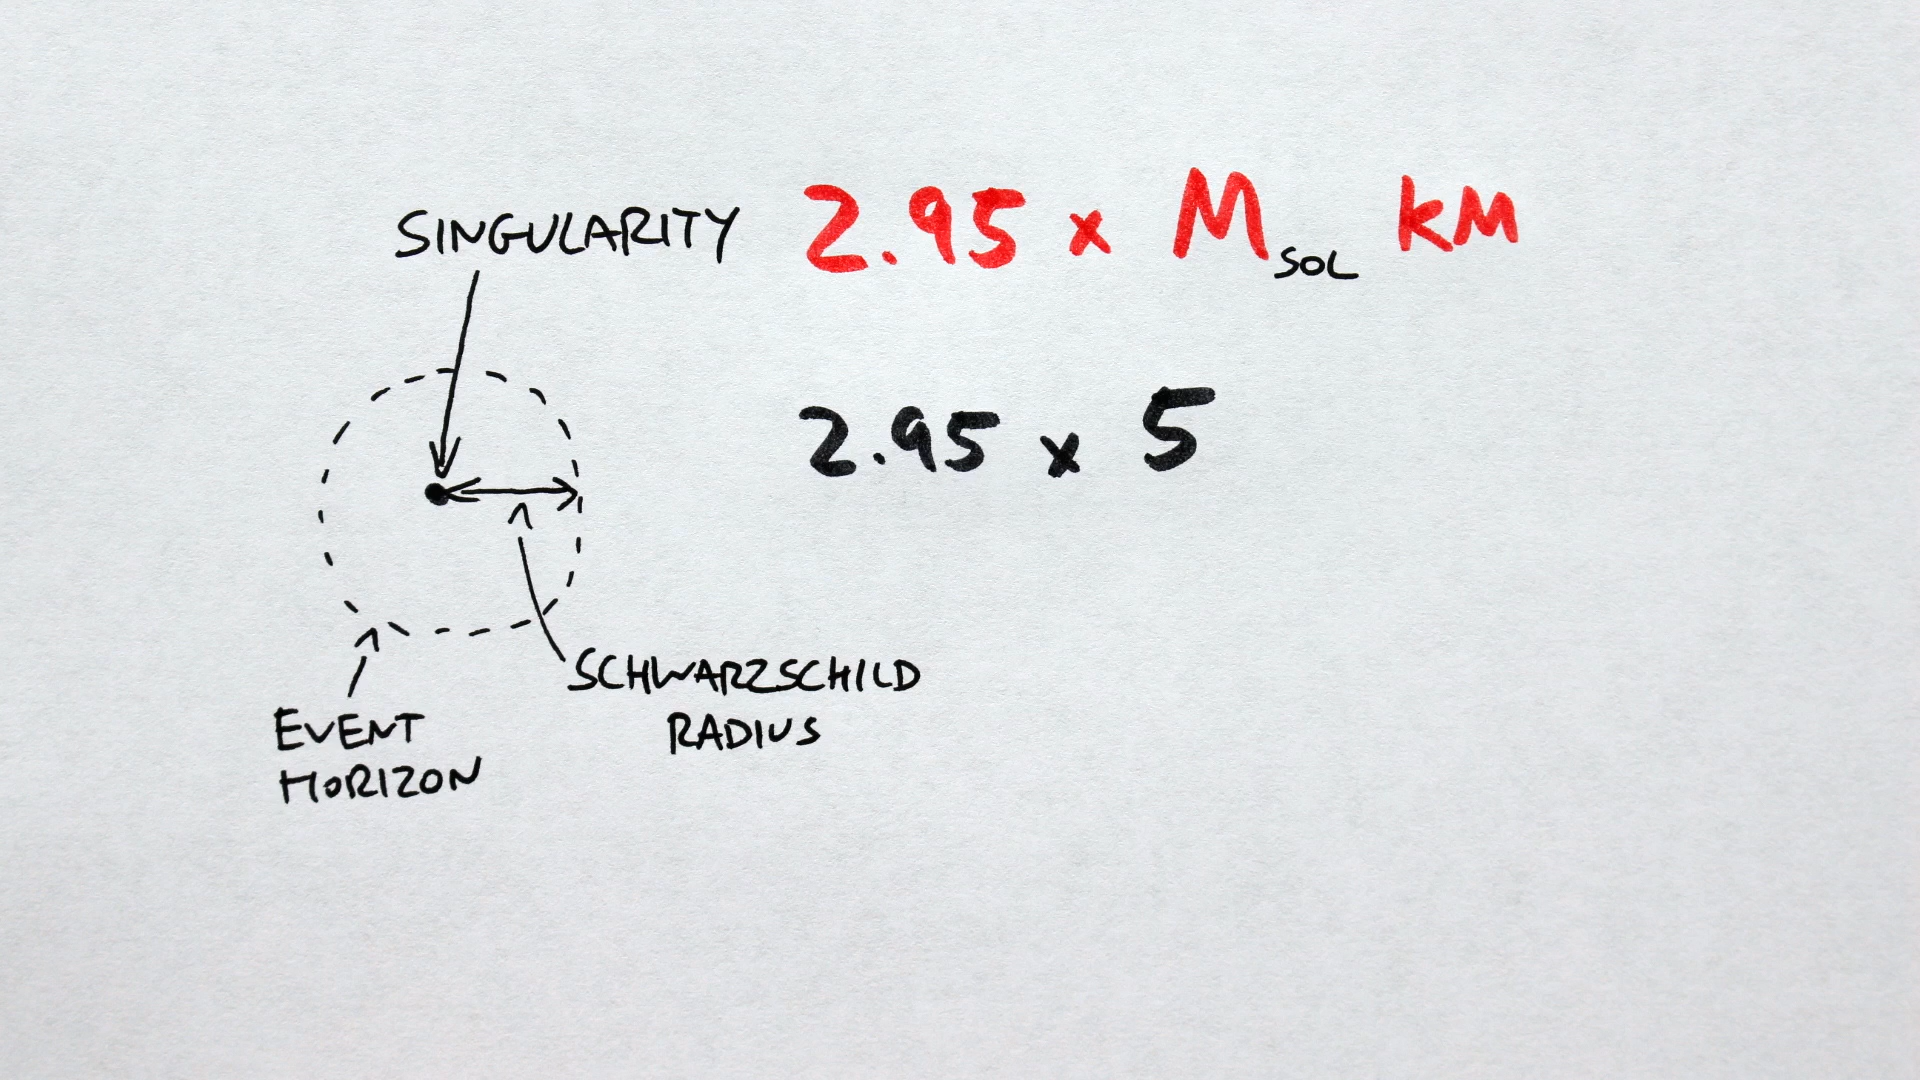 SINGULARITY
2.95 x M SOL KM
2.95 x 5
SCHWARZSCHILD
RADIUS
EVENT
HORIZON